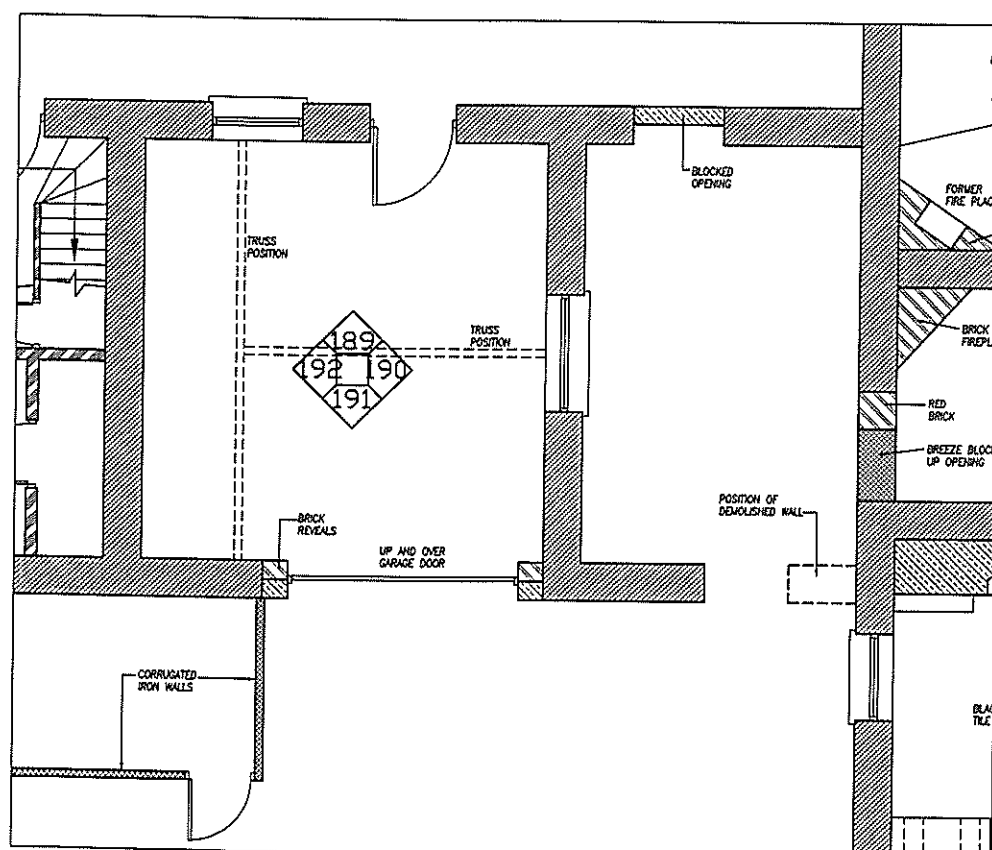 BLOCKED
OPENING
FORMER
TRUSS
POSITION
TRUSS
POSITION
189
192
190
191
BRICK
RED
BRICK
BREEZE
UP OPENING
POSITION OF
DEMOLISHED WALL
BRICK
REVEALS
UP AND OVER
GARAGE DOOR
CORRUGATED
IRON WALLS
TILE